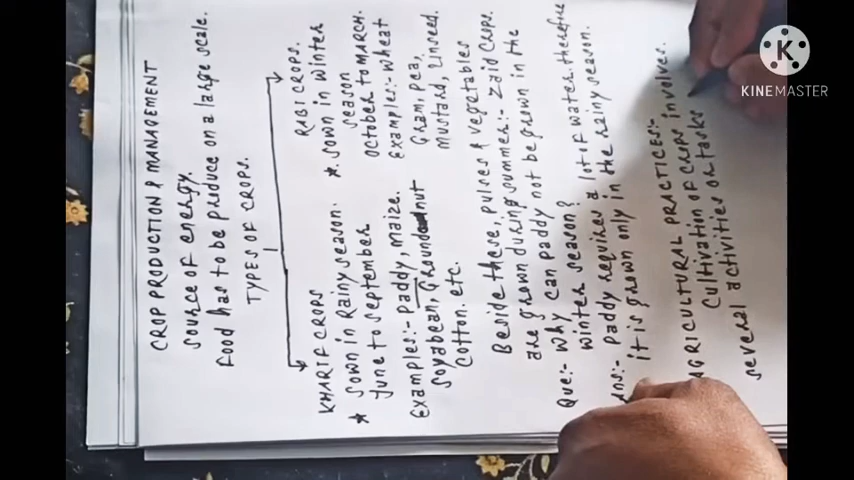 CROP PRODUCTION & MANAGEMENT
source of energy.
Food has to be produce on a large scale.
TYPES OF CROPS.
KHARIF CROPS
★ Sown in Rainy season.
June to september
Examples:- Paddy, maize.
Soyabean, Groundnut
Cotton. etc.
RABI CROPS.
★. Sown in winter
season
OCTOBER to MARCH.
Examples:- wheat
Gram, Pea,
mustard, Linseed.
Beside these, pulses & vegetables
are grown during summer:- zaid crops.
Que:- why can paddy not be grown in the
winter season?
Ans:- Paddy requires a lot of water. therefore
it is grown only in the rainy season.
AGRICULTURAL PRACTICES:-
Cultivation of crops involves.
several activities or tasks
K
KINEMASTER